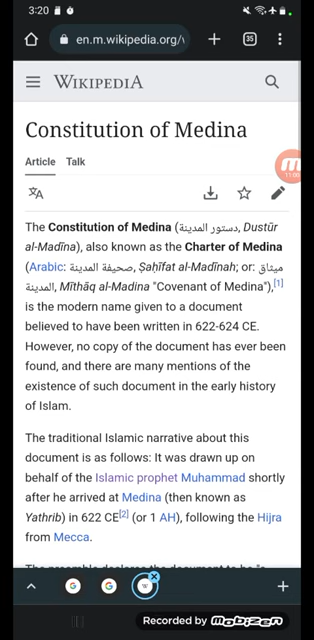 3:20
en.m.wikipedia.org/
35
WIKIPEDIA
Constitution of Medina
Article Talk
11:06
The Constitution of Medina (دستور المدينة, Dustūr
al-Madīna), also known as the Charter of Medina
(Arabic: صحيفة المدينة, Ṣaḥīfat al-Madīnah; or: ميثاق
المدينة, Mīthāq al-Madina "Covenant of Medina"),[1]
is the modern name given to a document
believed to have been written in 622-624 CE.
However, no copy of the document has ever been
found, and there are many mentions of the
existence of such document in the early history
of Islam.
The traditional Islamic narrative about this
document is as follows: It was drawn up on
behalf of the Islamic prophet Muhammad shortly
after he arrived at Medina (then known as
Yathrib) in 622 CE[2] (or 1 AH), following the Hijra
from Mecca.
Recorded by Mobizen